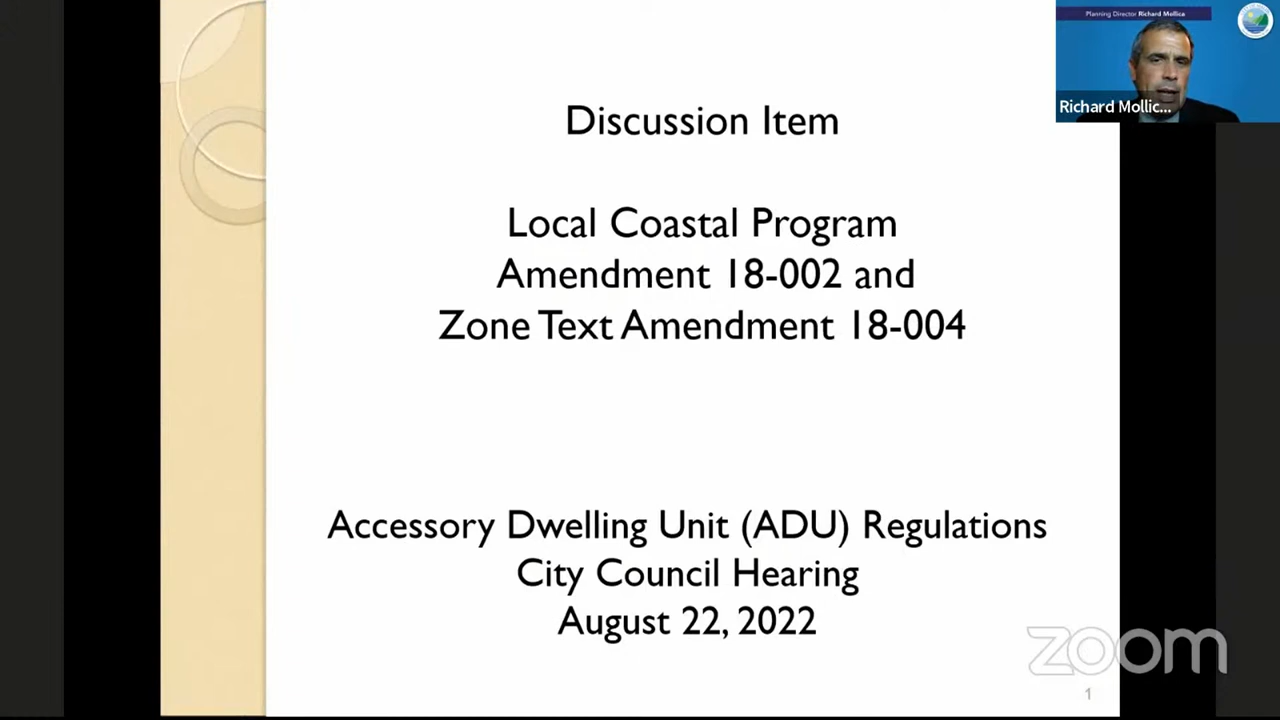 Planning Director Richard Mollica
Richard Mollic...
Discussion Item
Local Coastal Program
Amendment 18-002 and
Zone Text Amendment 18-004
Accessory Dwelling Unit (ADU) Regulations
City Council Hearing
August 22, 2022
zoom
1